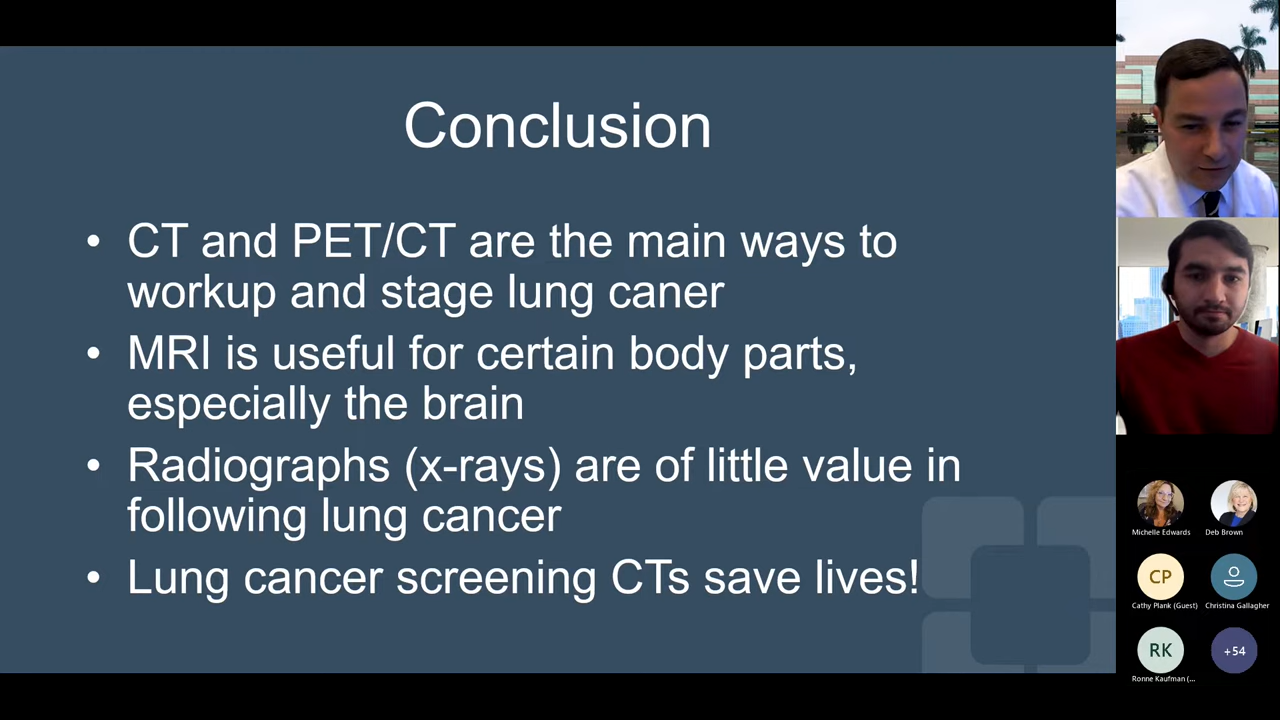 Conclusion
• CT and PET/CT are the main ways to
workup and stage lung caner
• MRI is useful for certain body parts,
especially the brain
• Radiographs (x-rays) are of little value in
following lung cancer
• Lung cancer screening CTs save lives!
Michelle Edwards
Deb Brown
CP
Cathy Plank (Guest)
Christina Gallagher
RK
Ronne Kaufman (...
+54